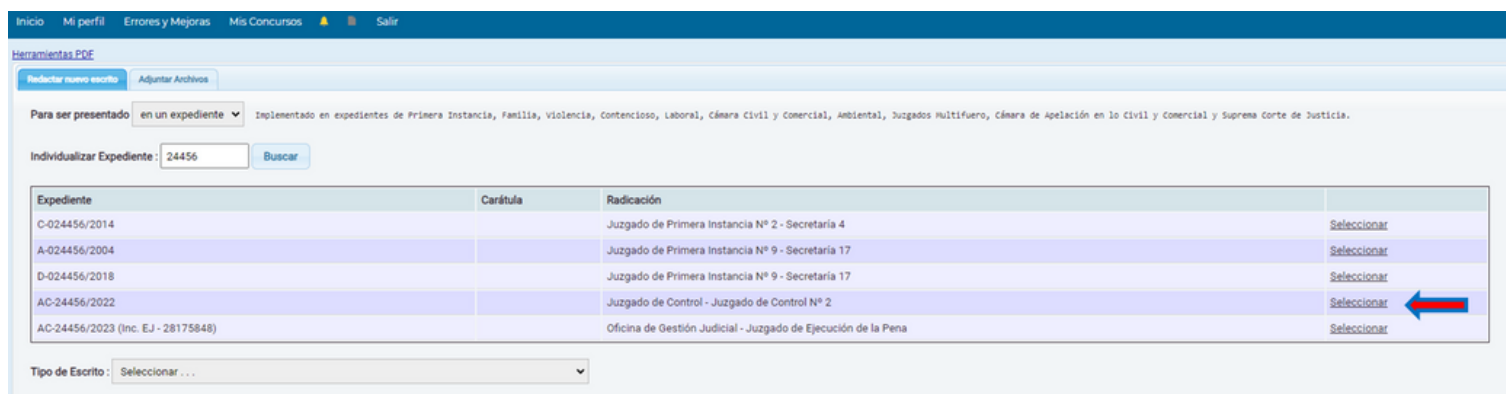 Inicio Mi perfil Errores y Mejoras Mis Concursos Salir
Herramientas PDF
Redactar nuevo escrito Adjuntar Archivos
Para ser presentado en un expediente Implementado en expedientes de Primera Instancia, Familia, Violencia, Contencioso, Laboral, Cámara Civil y Comercial, Ambiental, Juzgados Multifuero, Cámara de Apelación en lo Civil y Comercial y Suprema Corte de Justicia.
Individualizar Expediente : 24456 Buscar
Expediente Carátula Radicación
C-024456/2014 Juzgado de Primera Instancia Nº 2 - Secretaría 4 Seleccionar
A-024456/2004 Juzgado de Primera Instancia Nº 9 - Secretaría 17 Seleccionar
D-024456/2018 Juzgado de Primera Instancia Nº 9 - Secretaría 17 Seleccionar
AC-24456/2022 Juzgado de Control - Juzgado de Control Nº 2 Seleccionar
AC-24456/2023 (Inc. EJ - 28175848) Oficina de Gestión Judicial - Juzgado de Ejecución de la Pena Seleccionar
Tipo de Escrito : Seleccionar . . .